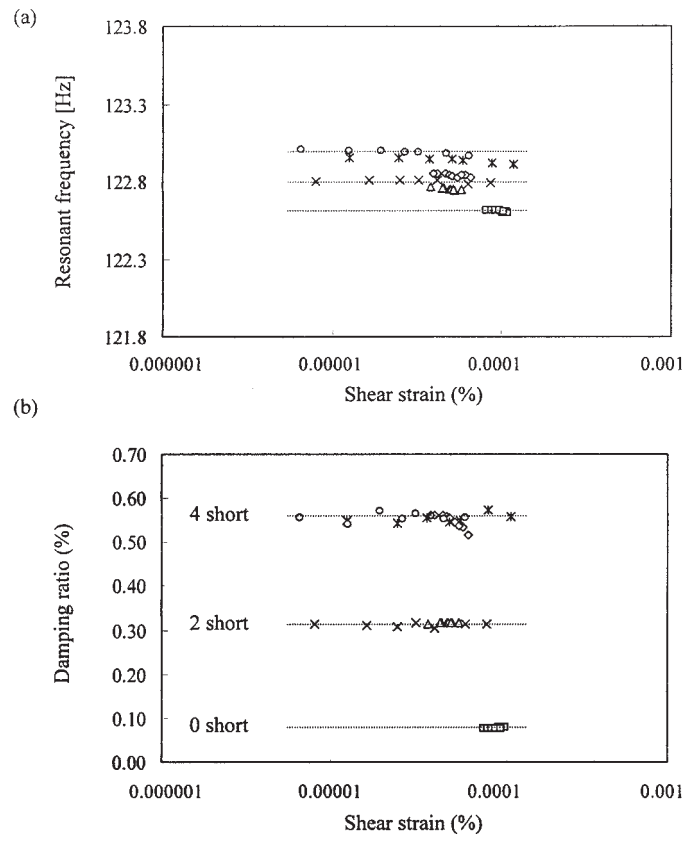 (a)
Resonant frequency [Hz]
123.8
123.3
122.8
122.3
121.8
0.000001
0.00001
0.0001
0.001
Shear strain (%)
(b)
Damping ratio (%)
0.70
0.60
0.50
0.40
0.30
0.20
0.10
0.00
4 short
2 short
0 short
0.000001
0.00001
0.0001
0.001
Shear strain (%)